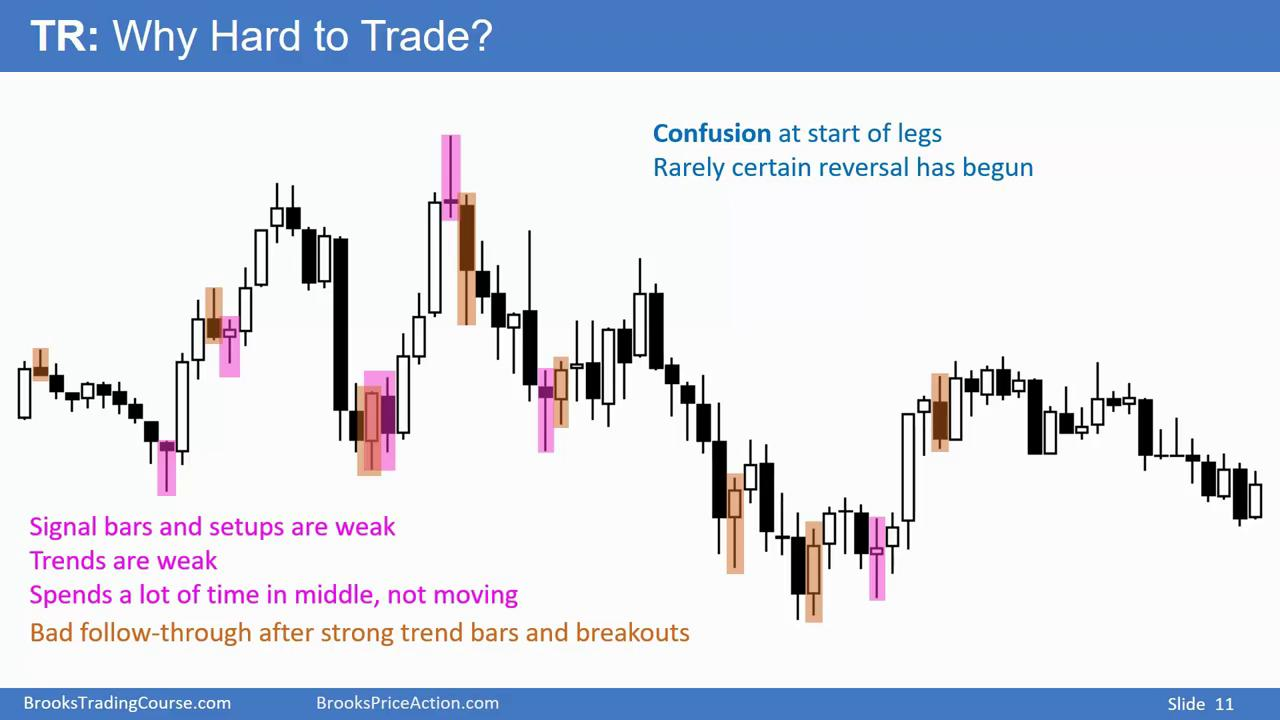 TR: Why Hard to Trade?
Confusion at start of legs
Rarely certain reversal has begun
Signal bars and setups are weak
Trends are weak
Spends a lot of time in middle, not moving
Bad follow-through after strong trend bars and breakouts
BrooksTradingCourse.com
BrooksPriceAction.com
Slide 11